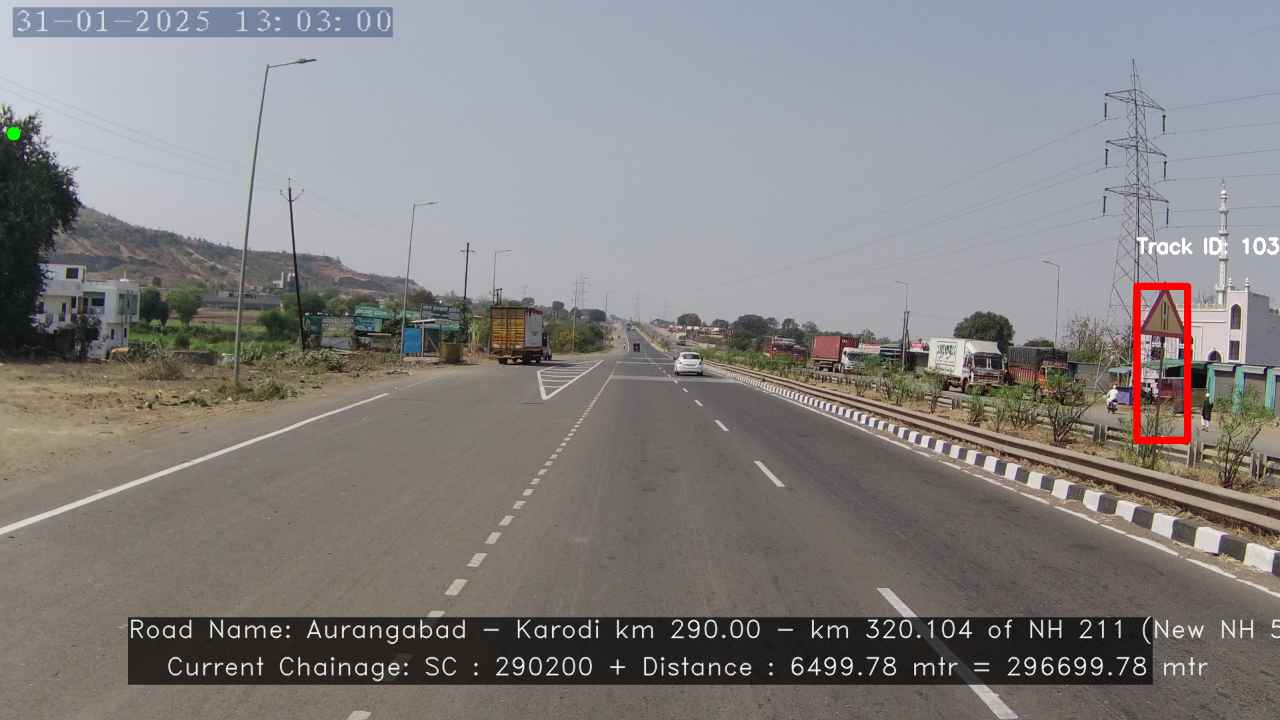 31-01-2025 13:03:00
Track ID: 103
Road Name: Aurangabad - Karodi km 290.00 - km 320.104 of NH 211 (New NH 5
Current Chainage: SC : 290200 + Distance : 6499.78 mtr = 296699.78 mtr